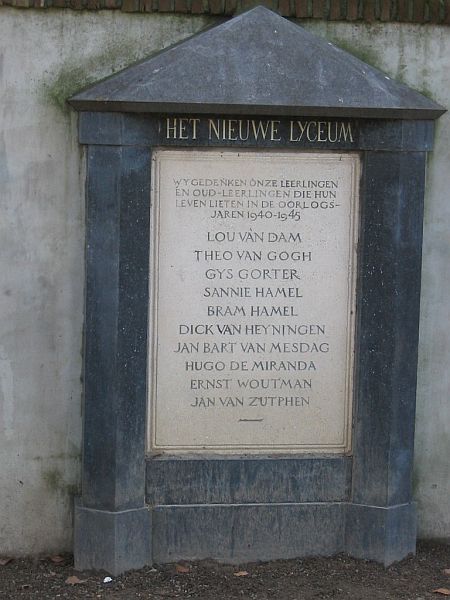 HET NIEUWE LYCEUM
WY GEDENKEN ONZE LEERLINGEN
EN OUD-LEERLINGEN DIE HUN
LEVEN LIETEN IN DE OORLOGS-
JAREN 1940-1945
LOU VAN DAM
THEO VAN GOGH
GYS GORTER
SANNIE HAMEL
BRAM HAMEL
DICK VAN HEYNINGEN
JAN BART VAN MESDAG
HUGO DE MIRANDA
ERNST WOUTMAN
JAN VAN ZUTPHEN